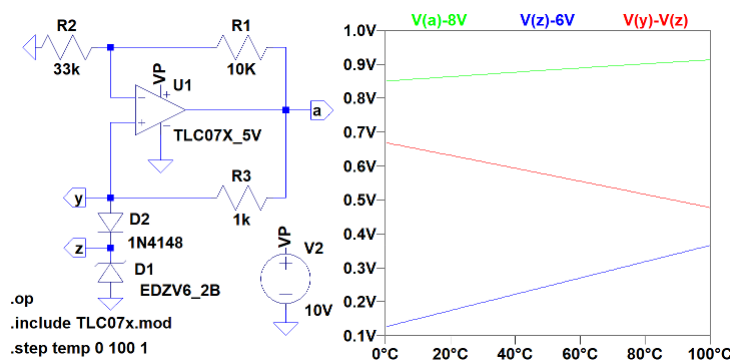 V(a)-8V V(z)-6V V(y)-V(z)
R2
33k
R1
10K
VP
U1
TLC07X_5V
a
R3
1k
y
D2
1N4148
z
D1
EDZV6_2B
VP
V2
10V
.op
.include TLC07x.mod
.step temp 0 100 1
1.0V
0.9V
0.8V
0.7V
0.6V
0.5V
0.4V
0.3V
0.2V
0.1V
0°C 20°C 40°C 60°C 80°C 100°C